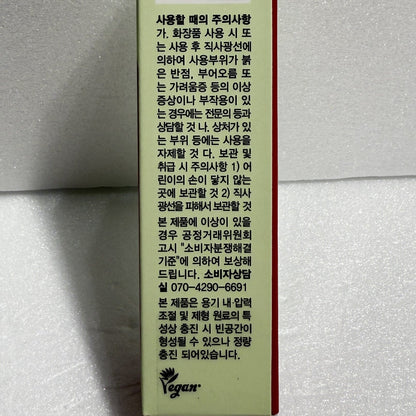 사용할 때의 주의사항
가. 화장품 사용 시 또
는 사용 후 직사광선에
의하여 사용부위가 붉
은 반점, 부어오름 또
는 가려움증 등의 이상
증상이나 부작용이 있
는 경우에는 전문의 등과
상담할 것 나. 상처가 있
는 부위 등에는 사용을
자제할 것 다. 보관 및
취급 시 주의사항 1) 어
린이의 손이 닿지 않는
곳에 보관할 것 2) 직사
광선을 피해서 보관할 것
본 제품에 이상이 있을
경우 공정거래위원회
고시 "소비자분쟁해결
기준"에 의하여 보상해
드립니다. 소비자상담
실 070-4290-6691
본 제품은 용기 내 압력
조절 및 제형 원료의 특
성상 충진 시 빈공간이
형성될 수 있으나 정량
충진 되어있습니다.
Vegan